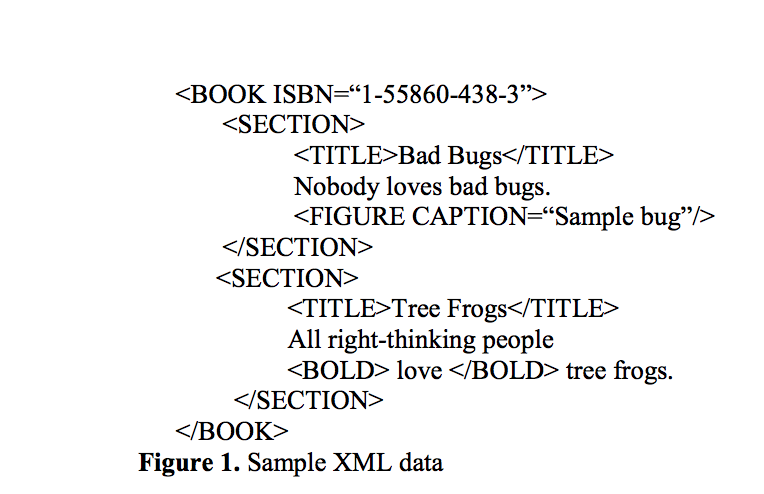 <BOOK ISBN=“1-55860-438-3”>
<SECTION>
<TITLE>Bad Bugs</TITLE>
Nobody loves bad bugs.
<FIGURE CAPTION=“Sample bug”/>
</SECTION>
<SECTION>
<TITLE>Tree Frogs</TITLE>
All right-thinking people
<BOLD> love </BOLD> tree frogs.
</SECTION>
</BOOK>
Figure 1. Sample XML data